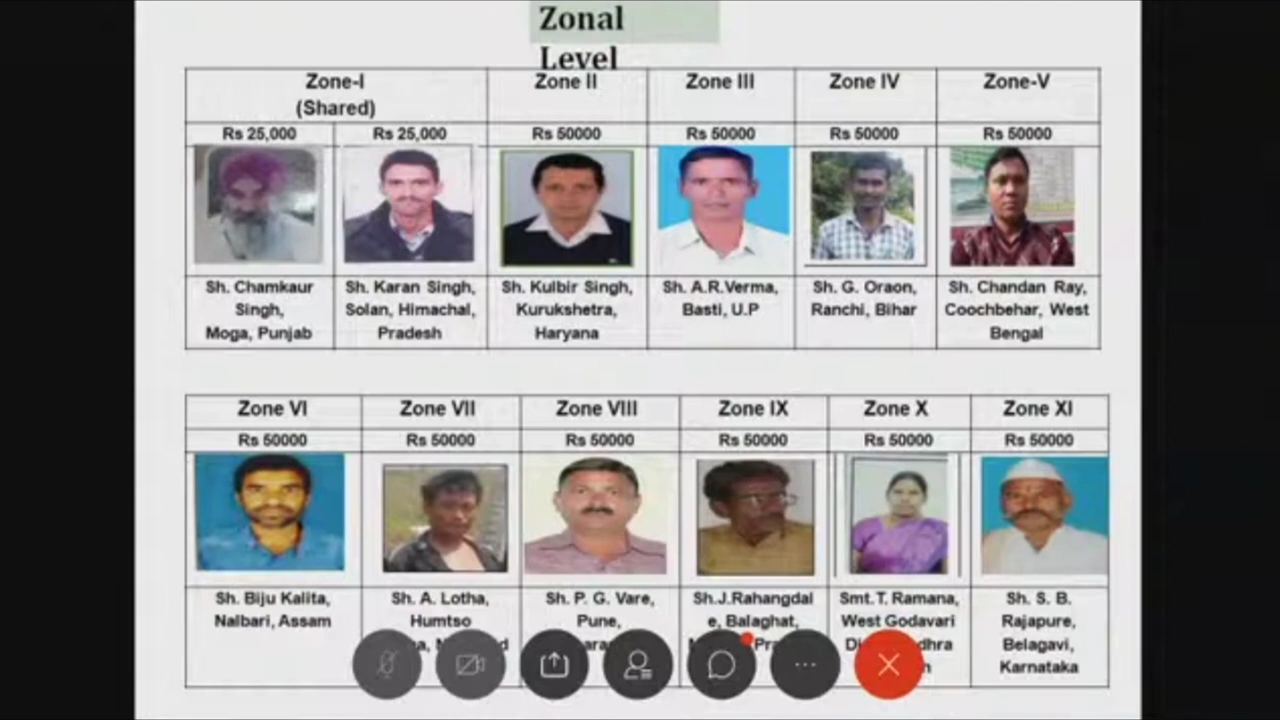 Zonal
Level
Zone-I
(Shared)
Zone II
Zone III
Zone IV
Zone-V
Rs 25,000
Rs 25,000
Rs 50000
Rs 50000
Rs 50000
Rs 50000
Sh. Chamkaur
Singh,
Moga, Punjab
Sh. Karan Singh,
Solan, Himachal,
Pradesh
Sh. Kulbir Singh,
Kurukshetra,
Haryana
Sh. A.R.Verma,
Basti, U.P
Sh. G. Oraon,
Ranchi, Bihar
Sh. Chandan Ray,
Coochbehar, West
Bengal
Zone VI
Zone VII
Zone VIII
Zone IX
Zone X
Zone XI
Rs 50000
Rs 50000
Rs 50000
Rs 50000
Rs 50000
Rs 50000
Sh. Biju Kalita,
Nalbari, Assam
Sh. A. Lotha,
Humtso
Sh. P. G. Vare,
Pune,
Sh.J.Rahangdal
e, Balaghat,
Smt.T. Ramana,
West Godavari
Sh. S. B.
Rajapure,
Belagavi,
Karnataka